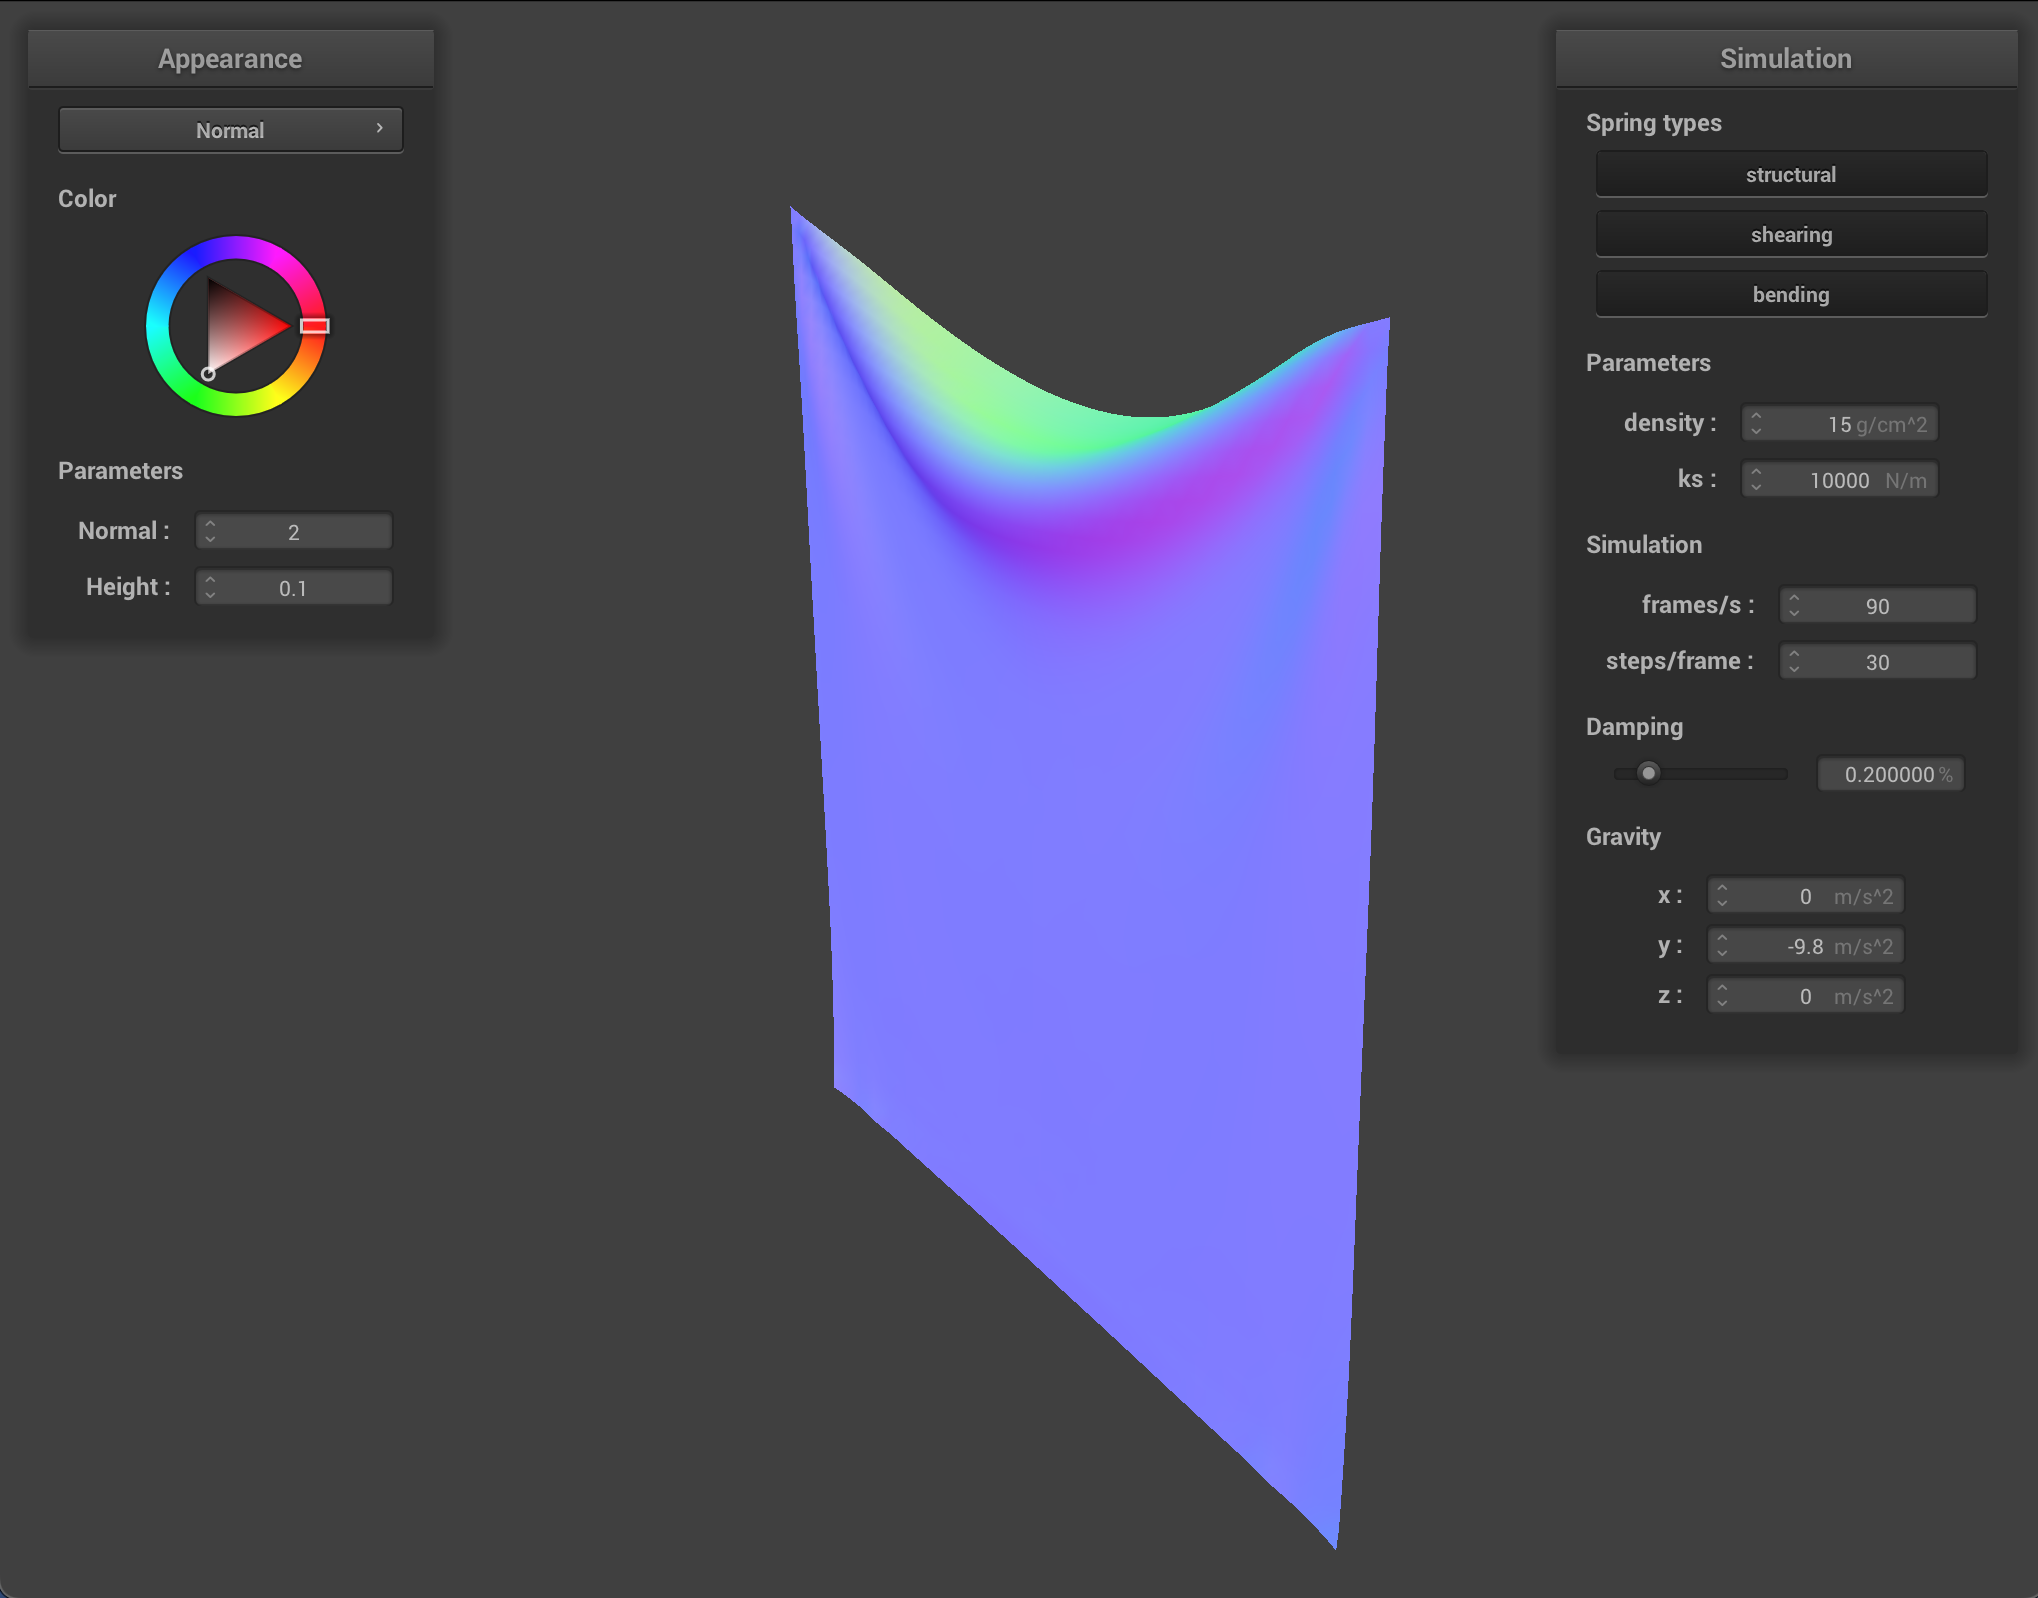 Appearance
Normal
Color
Parameters
Normal : 2
Height : 0.1
Simulation
Spring types
structural
shearing
bending
Parameters
density : 15 g/cm^2
ks : 10000 N/m
Simulation
frames/s : 90
steps/frame : 30
Damping
0.200000 %
Gravity
x : 0 m/s^2
y : -9.8 m/s^2
z : 0 m/s^2